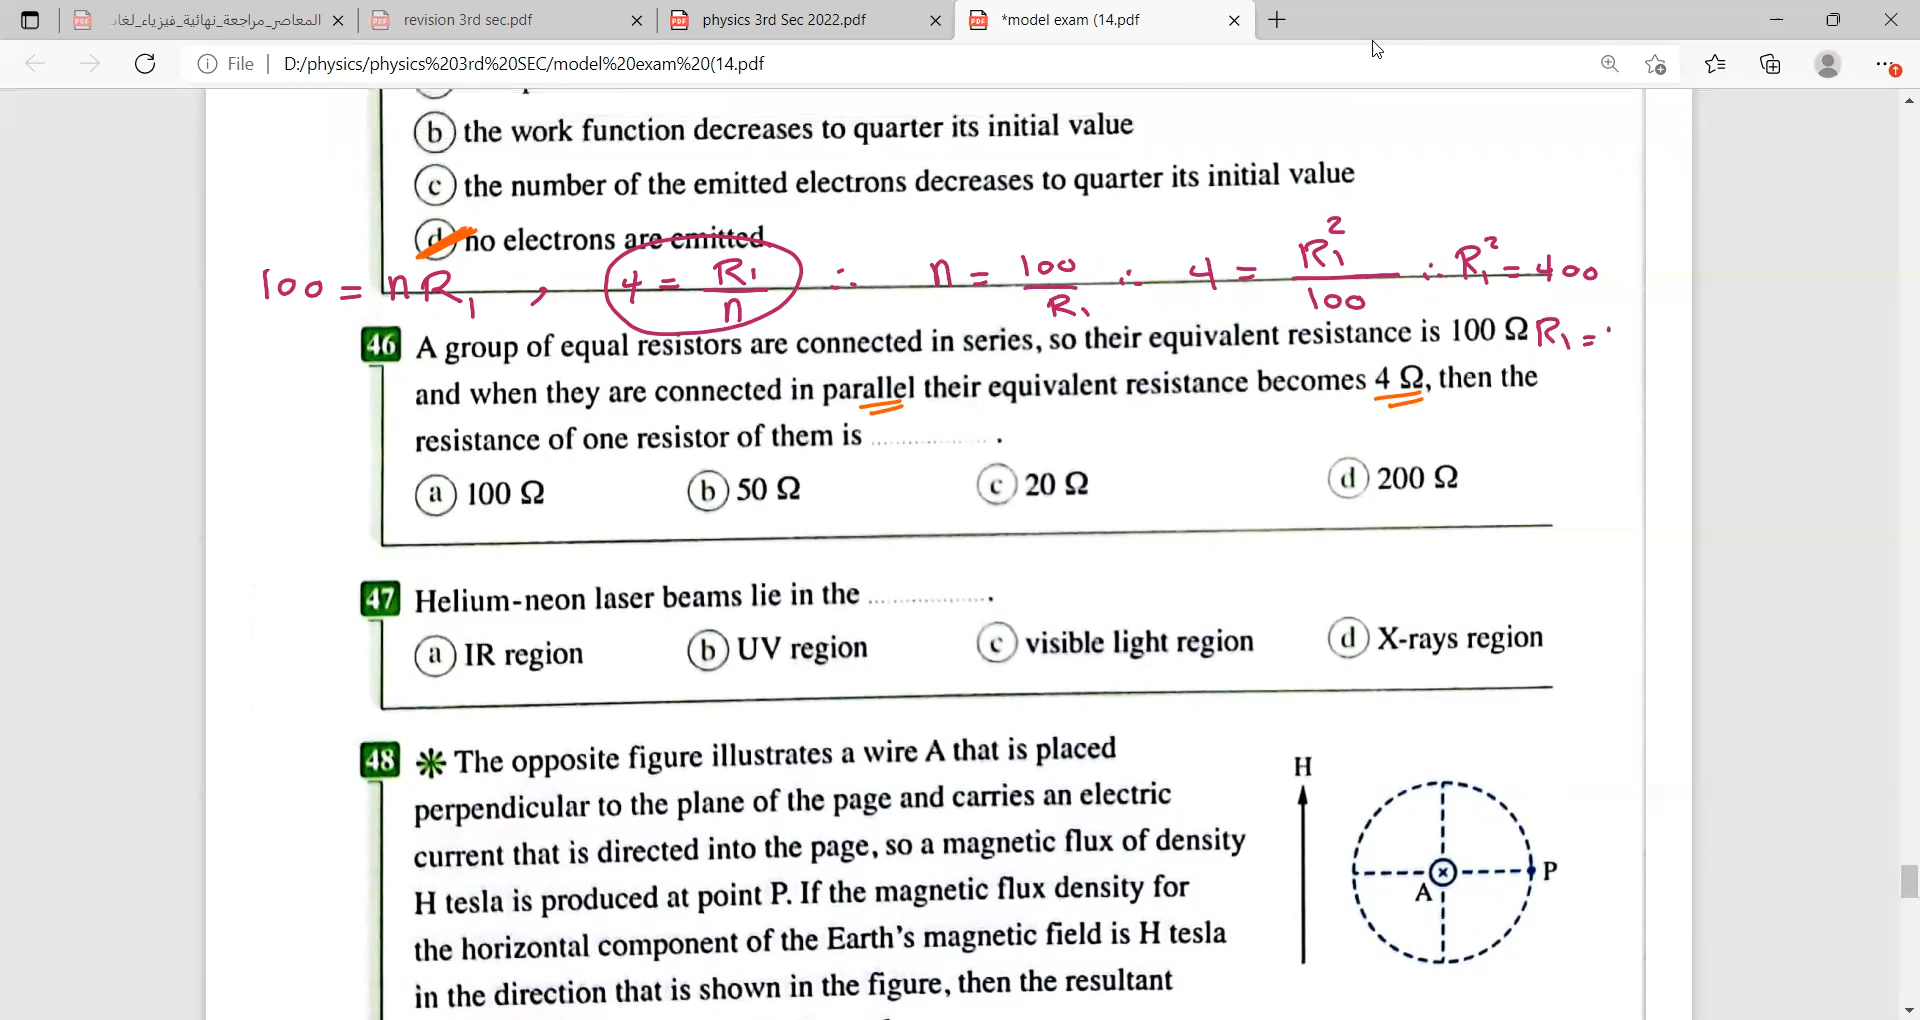 المعاصر_مراجعة_نهائية_فيزياء_لغا
revision 3rd sec.pdf
physics 3rd Sec 2022.pdf
*model exam (14.pdf
File
D:/physics/physics%203rd%20SEC/model%20exam%20(14.pdf
b the work function decreases to quarter its initial value
c the number of the emitted electrons decreases to quarter its initial value
d no electrons are emitted.
100 = nR₁ , 4 = R₁/n ∴ n = 100/R₁ ∴ 4 = R₁²/100 ∴ R₁² = 400
46 A group of equal resistors are connected in series, so their equivalent resistance is 100 Ω R₁ =
and when they are connected in parallel their equivalent resistance becomes 4 Ω, then the
resistance of one resistor of them is .................. .
a 100 Ω b 50 Ω c 20 Ω d 200 Ω
47 Helium-neon laser beams lie in the .................. .
a IR region b UV region c visible light region d X-rays region
48 ✳ The opposite figure illustrates a wire A that is placed
perpendicular to the plane of the page and carries an electric
current that is directed into the page, so a magnetic flux of density
H tesla is produced at point P. If the magnetic flux density for
the horizontal component of the Earth's magnetic field is H tesla
in the direction that is shown in the figure, then the resultant
H
A
P